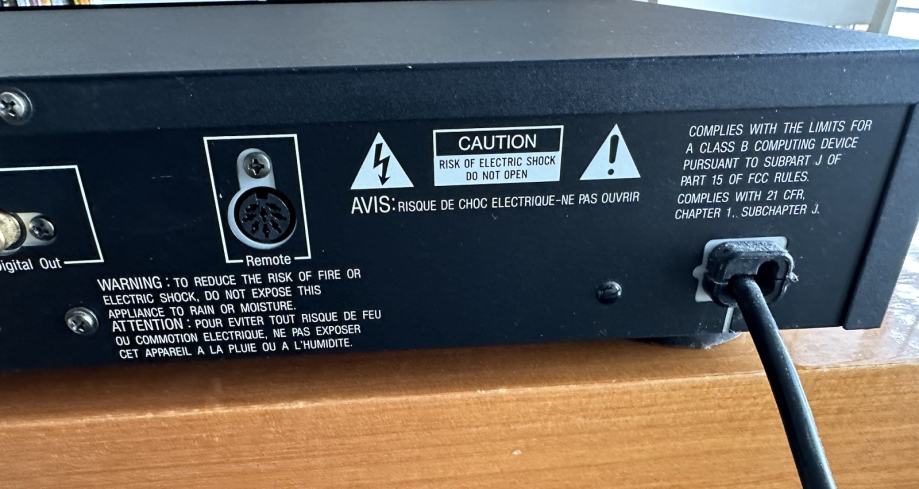 CAUTION
RISK OF ELECTRIC SHOCK
DO NOT OPEN
AVIS: RISQUE DE CHOC ELECTRIQUE-NE PAS OUVRIR
COMPLIES WITH THE LIMITS FOR
A CLASS B COMPUTING DEVICE
PURSUANT TO SUBPART J OF
PART 15 OF FCC RULES.
COMPLIES WITH 21 CFR,
CHAPTER 1., SUBCHAPTER J.
Digital Out
Remote
WARNING : TO REDUCE THE RISK OF FIRE OR
ELECTRIC SHOCK, DO NOT EXPOSE THIS
APPLIANCE TO RAIN OR MOISTURE.
ATTENTION : POUR EVITER TOUT RISQUE DE FEU
OU COMMOTION ELECTRIQUE, NE PAS EXPOSER
CET APPAREIL A LA PLUIE OU A L'HUMIDITE.